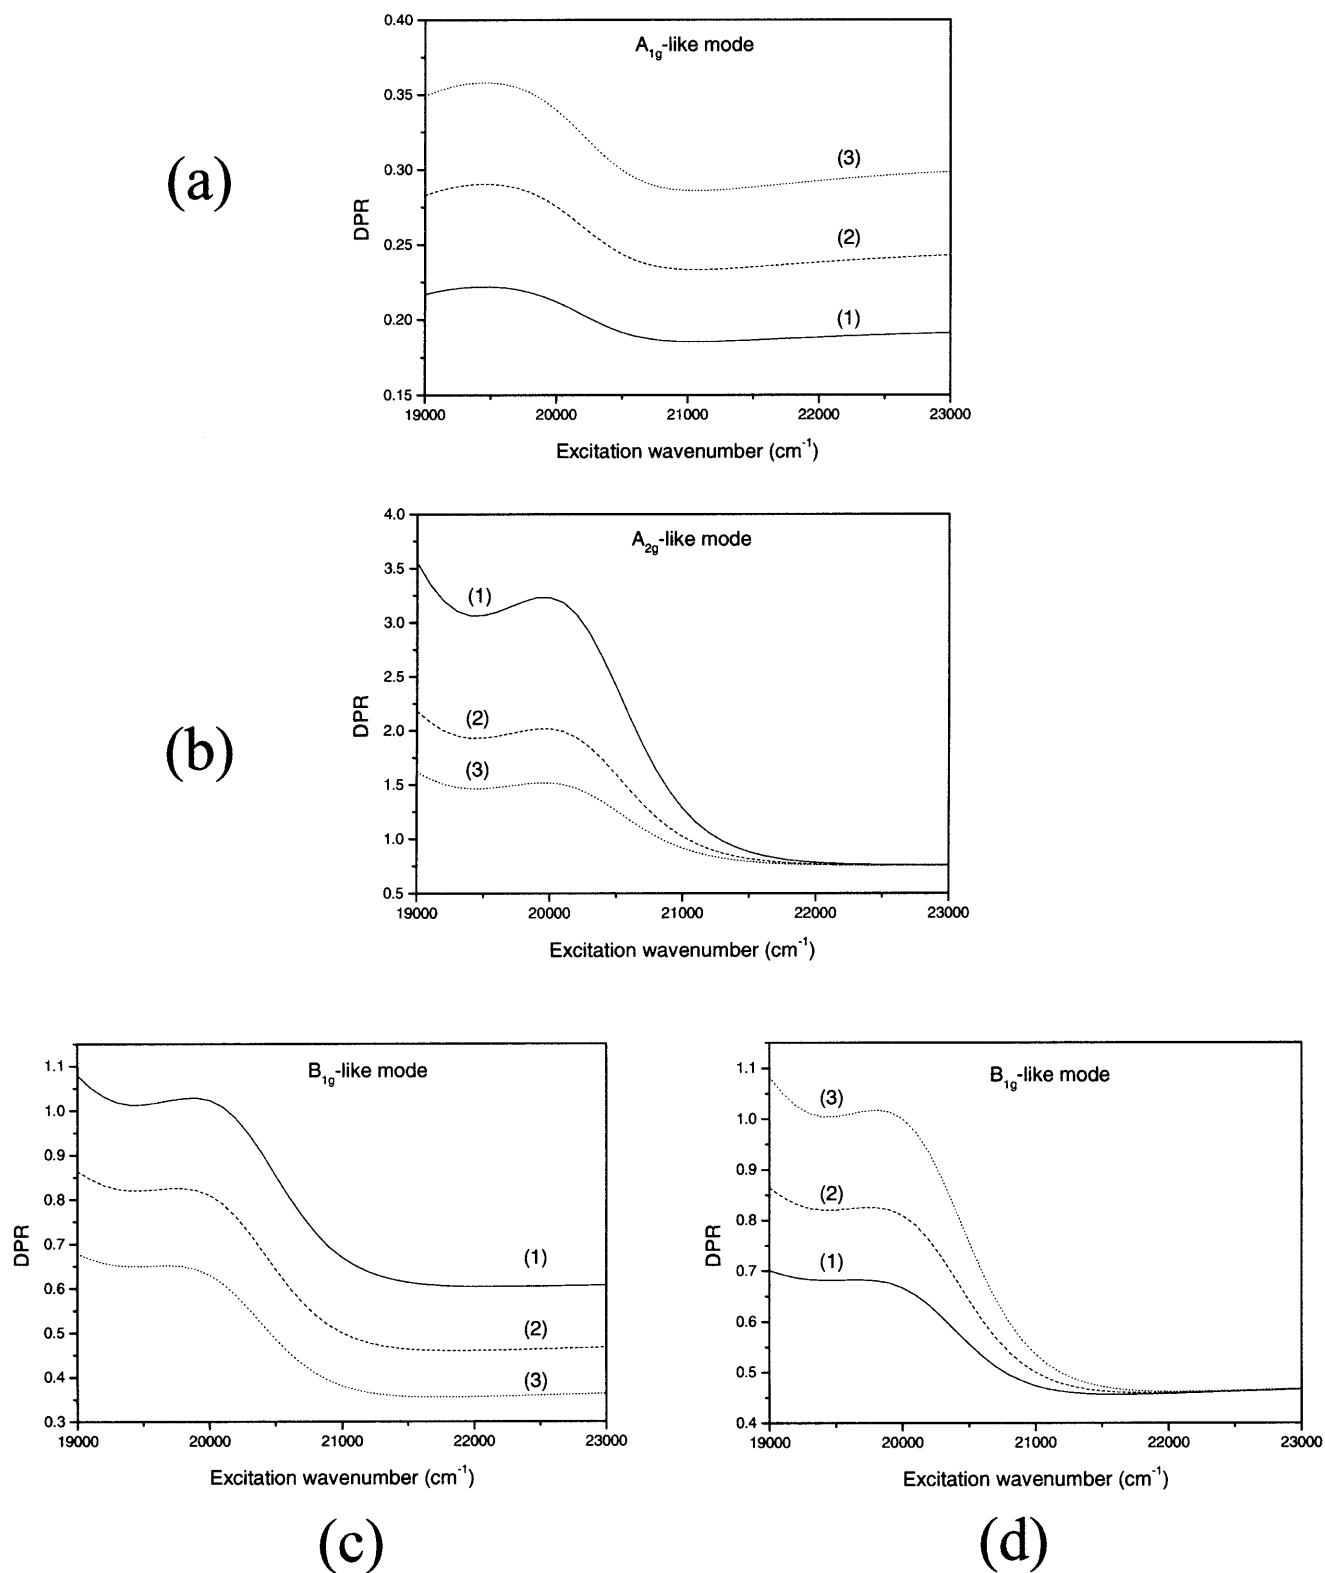 (a)
A1g-like mode
DPR
0.40
0.35
0.30
0.25
0.20
0.15
(3)
(2)
(1)
19000 20000 21000 22000 23000
Excitation wavenumber (cm-1)
(b)
A2g-like mode
DPR
4.0
3.5
3.0
2.5
2.0
1.5
1.0
0.5
(1)
(2)
(3)
19000 20000 21000 22000 23000
Excitation wavenumber (cm-1)
B1g-like mode
DPR
1.1
1.0
0.9
0.8
0.7
0.6
0.5
0.4
0.3
(1)
(2)
(3)
19000 20000 21000 22000 23000
Excitation wavenumber (cm-1)
(c)
B1g-like mode
DPR
1.1
1.0
0.9
0.8
0.7
0.6
0.5
0.4
(3)
(2)
(1)
19000 20000 21000 22000 23000
Excitation wavenumber (cm-1)
(d)